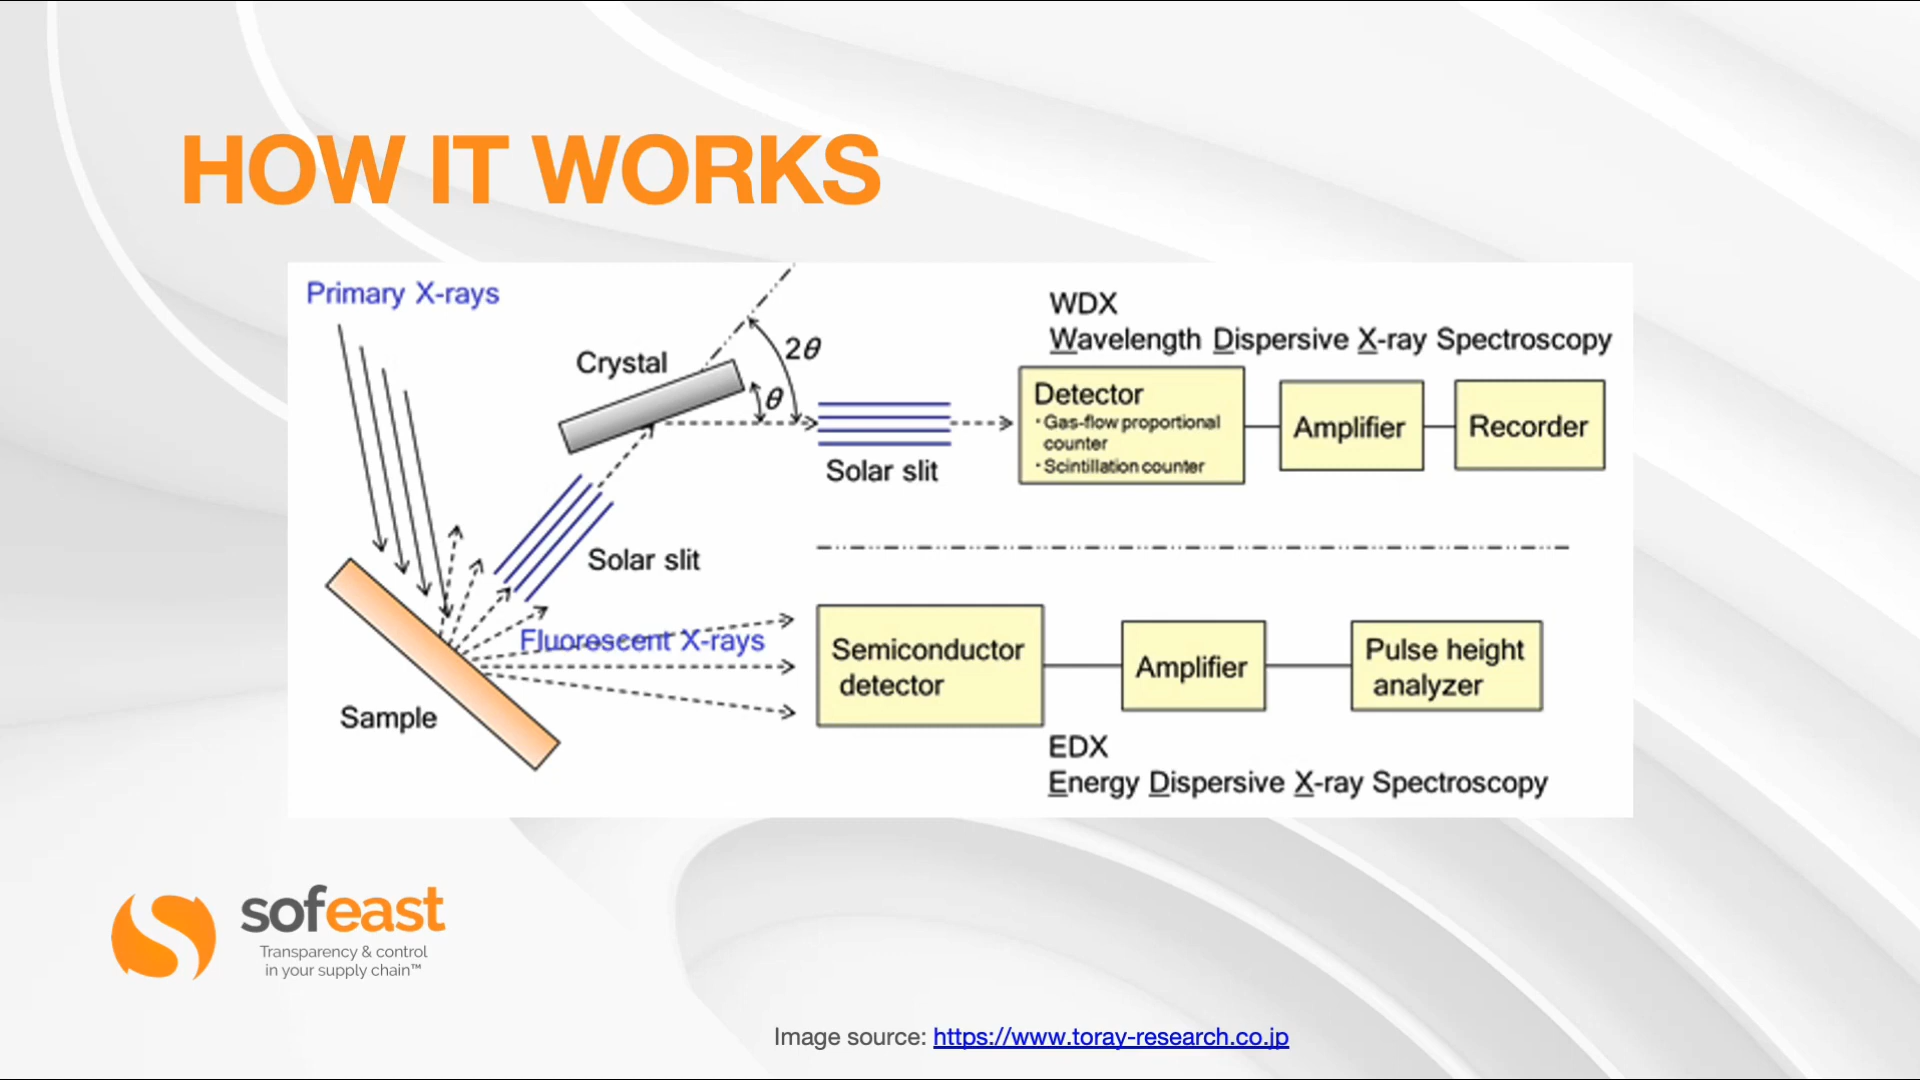 HOW IT WORKS
Primary X-rays
Crystal
2θ
θ
Solar slit
Solar slit
Fluorescent X-rays
Sample
WDX
Wavelength Dispersive X-ray Spectroscopy
Detector
・Gas-flow proportional
counter
・Scintillation counter
Amplifier
Recorder
Semiconductor
detector
Amplifier
Pulse height
analyzer
EDX
Energy Dispersive X-ray Spectroscopy
sofeast
Transparency & control
in your supply chain™
Image source: https://www.toray-research.co.jp